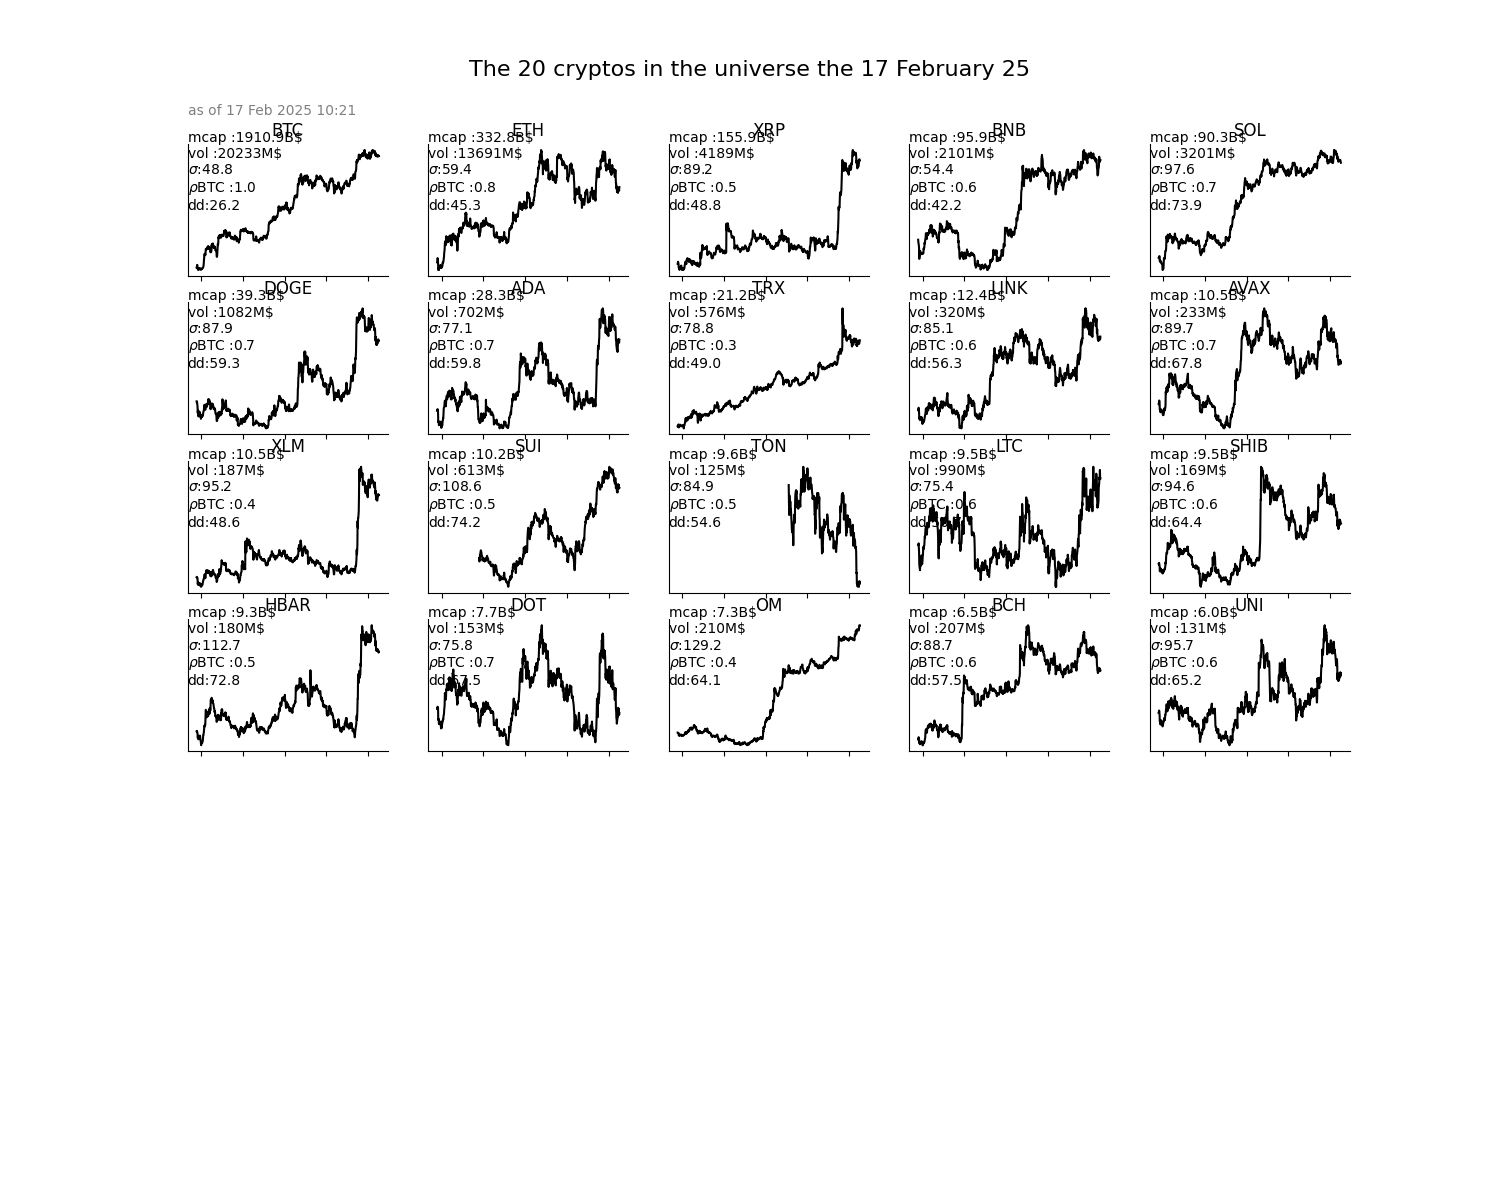 The 20 cryptos in the universe the 17 February 25
as of 17 Feb 2025 10:21
BTC
mcap :1910.9B$
vol :20233M$
σ:48.8
ρBTC :1.0
dd:26.2
ETH
mcap :332.8B$
vol :13691M$
σ:59.4
ρBTC :0.8
dd:45.3
XRP
mcap :155.9B$
vol :4189M$
σ:89.2
ρBTC :0.5
dd:48.8
BNB
mcap :95.9B$
vol :2101M$
σ:54.4
ρBTC :0.6
dd:42.2
SOL
mcap :90.3B$
vol :3201M$
σ:97.6
ρBTC :0.7
dd:73.9
DOGE
mcap :39.3B$
vol :1082M$
σ:87.9
ρBTC :0.7
dd:59.3
ADA
mcap :28.3B$
vol :702M$
σ:77.1
ρBTC :0.7
dd:59.8
TRX
mcap :21.2B$
vol :576M$
σ:78.8
ρBTC :0.3
dd:49.0
LINK
mcap :12.4B$
vol :320M$
σ:85.1
ρBTC :0.6
dd:56.3
AVAX
mcap :10.5B$
vol :233M$
σ:89.7
ρBTC :0.7
dd:67.8
XLM
mcap :10.5B$
vol :187M$
σ:95.2
ρBTC :0.4
dd:48.6
SUI
mcap :10.2B$
vol :613M$
σ:108.6
ρBTC :0.5
dd:74.2
TON
mcap :9.6B$
vol :125M$
σ:84.9
ρBTC :0.5
dd:54.6
LTC
mcap :9.5B$
vol :990M$
σ:75.4
ρBTC :0.6
SHIB
mcap :9.5B$
vol :169M$
σ:94.6
ρBTC :0.6
dd:64.4
HBAR
mcap :9.3B$
vol :180M$
σ:112.7
ρBTC :0.5
dd:72.8
DOT
mcap :7.7B$
vol :153M$
σ:75.8
ρBTC :0.7
dd:67.5
OM
mcap :7.3B$
vol :210M$
σ:129.2
ρBTC :0.4
dd:64.1
BCH
mcap :6.5B$
vol :207M$
σ:88.7
ρBTC :0.6
dd:57.5
UNI
mcap :6.0B$
vol :131M$
σ:95.7
ρBTC :0.6
dd:65.2